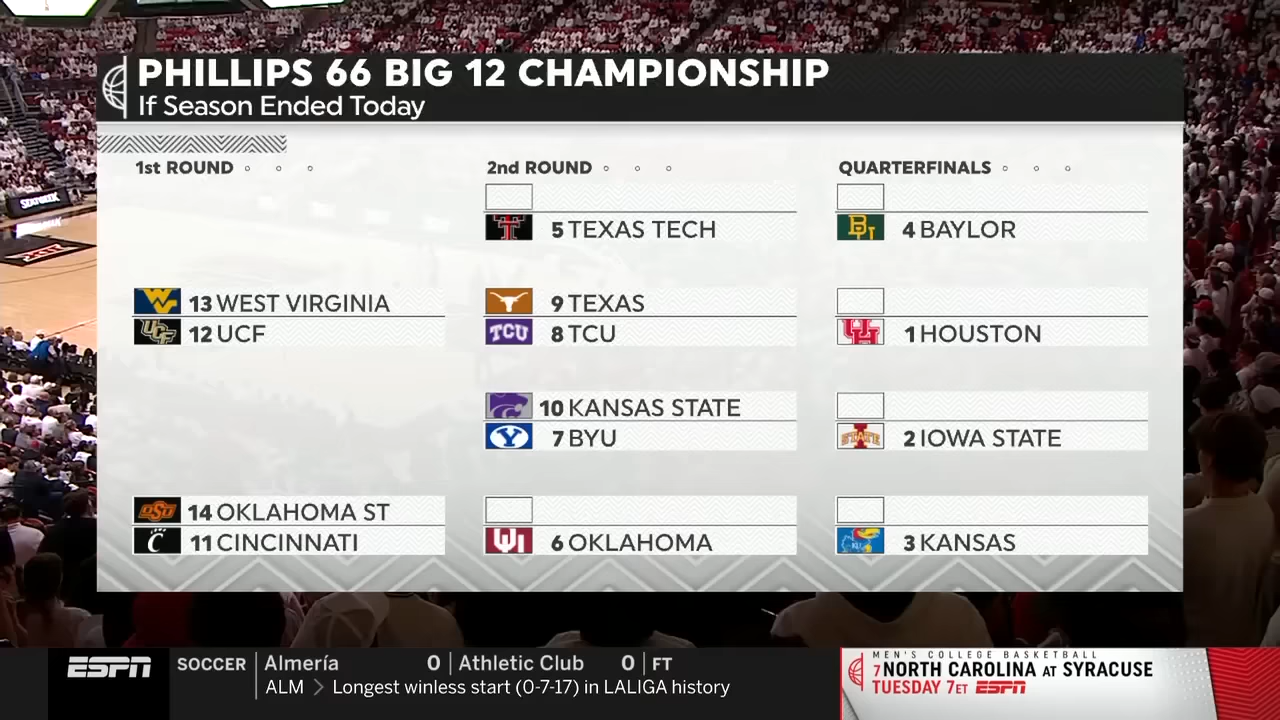 PHILLIPS 66 BIG 12 CHAMPIONSHIP
If Season Ended Today
1st ROUND
13 WEST VIRGINIA
12 UCF
14 OKLAHOMA ST
11 CINCINNATI
2nd ROUND
5 TEXAS TECH
9 TEXAS
TCU 8 TCU
10 KANSAS STATE
7 BYU
6 OKLAHOMA
QUARTERFINALS
4 BAYLOR
1 HOUSTON
STATE 2 IOWA STATE
3 KANSAS
ESPN
SOCCER
Almería 0 Athletic Club 0 FT
ALM > Longest winless start (0-7-17) in LALIGA history
MEN'S COLLEGE BASKETBALL
7 NORTH CAROLINA AT SYRACUSE
TUESDAY 7ET ESPN